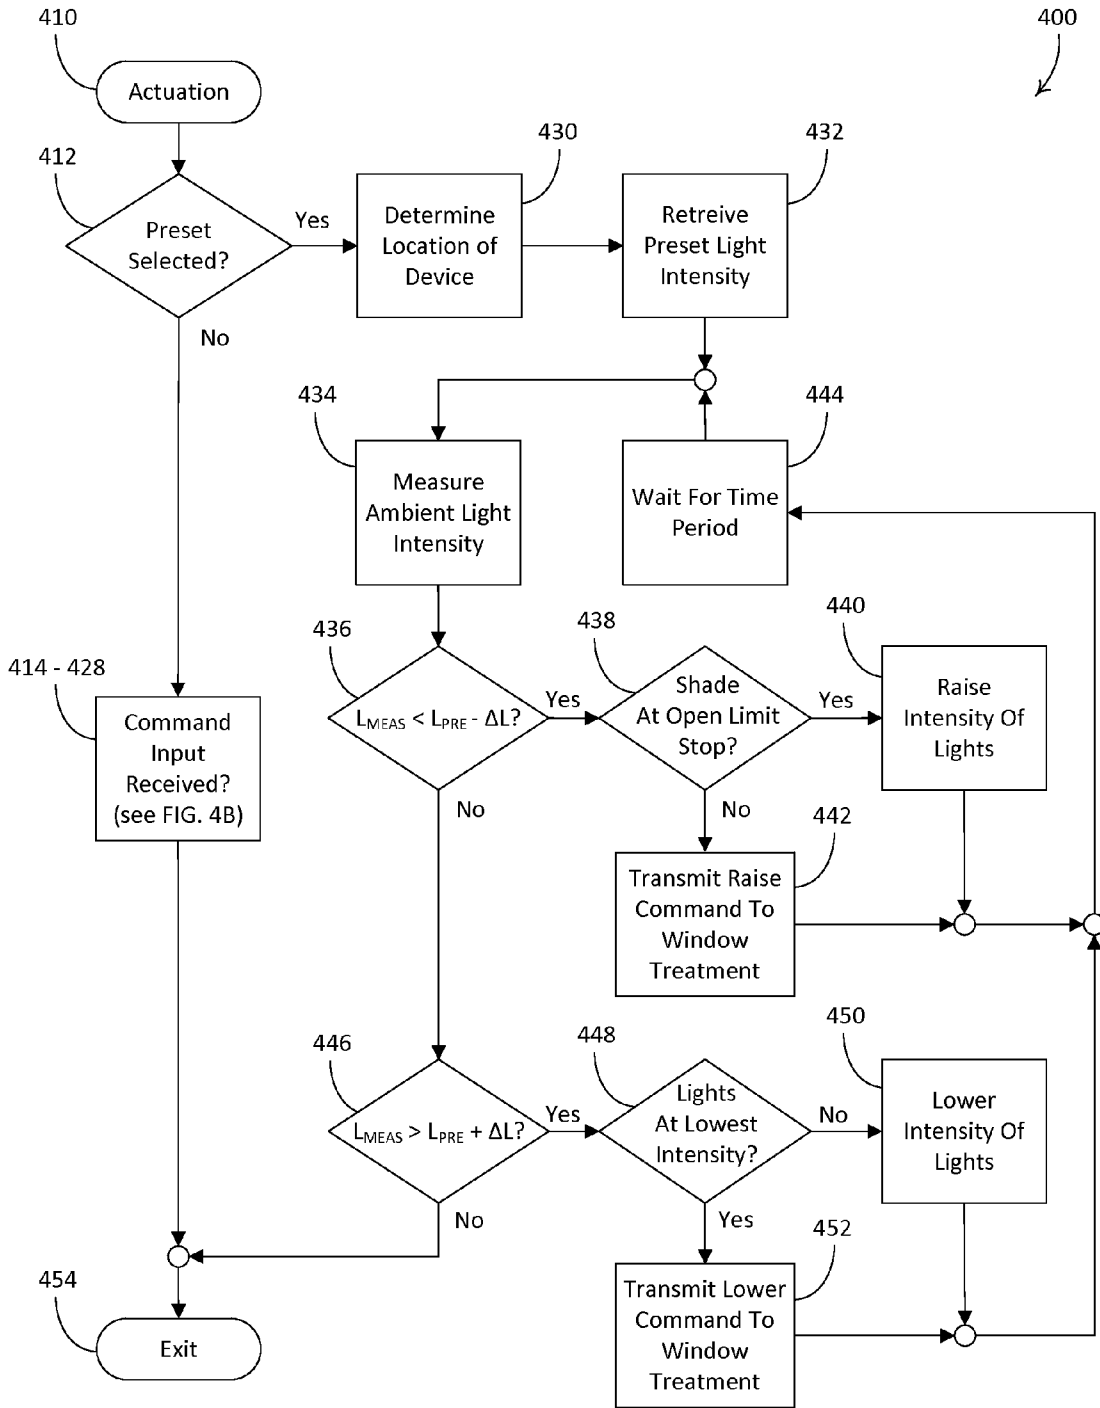 410
400
Actuation
412
430
432
Preset
Selected?
Yes
Determine
Location of
Device
Retreive
Preset Light
Intensity
No
434
444
Measure
Ambient Light
Intensity
Wait For Time
Period
436
438
440
414 - 428
Command
Input
Received?
(see FIG. 4B)
L_MEAS < L_PRE - ΔL?
Yes
Shade
At Open Limit
Stop?
Yes
Raise
Intensity Of
Lights
No
No
442
Transmit Raise
Command To
Window
Treatment
446
448
450
L_MEAS > L_PRE + ΔL?
Yes
Lights
At Lowest
Intensity?
No
Lower
Intensity Of
Lights
No
Yes
452
Transmit Lower
Command To
Window
Treatment
454
Exit